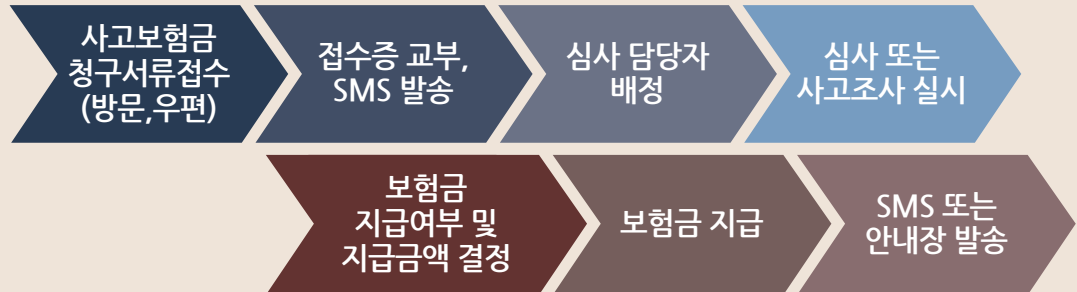 사고보험금
청구서류접수
(방문,우편)
접수증 교부,
SMS 발송
심사 담당자
배정
심사 또는
사고조사 실시
보험금
지급여부 및
지급금액 결정
보험금 지급
SMS 또는
안내장 발송